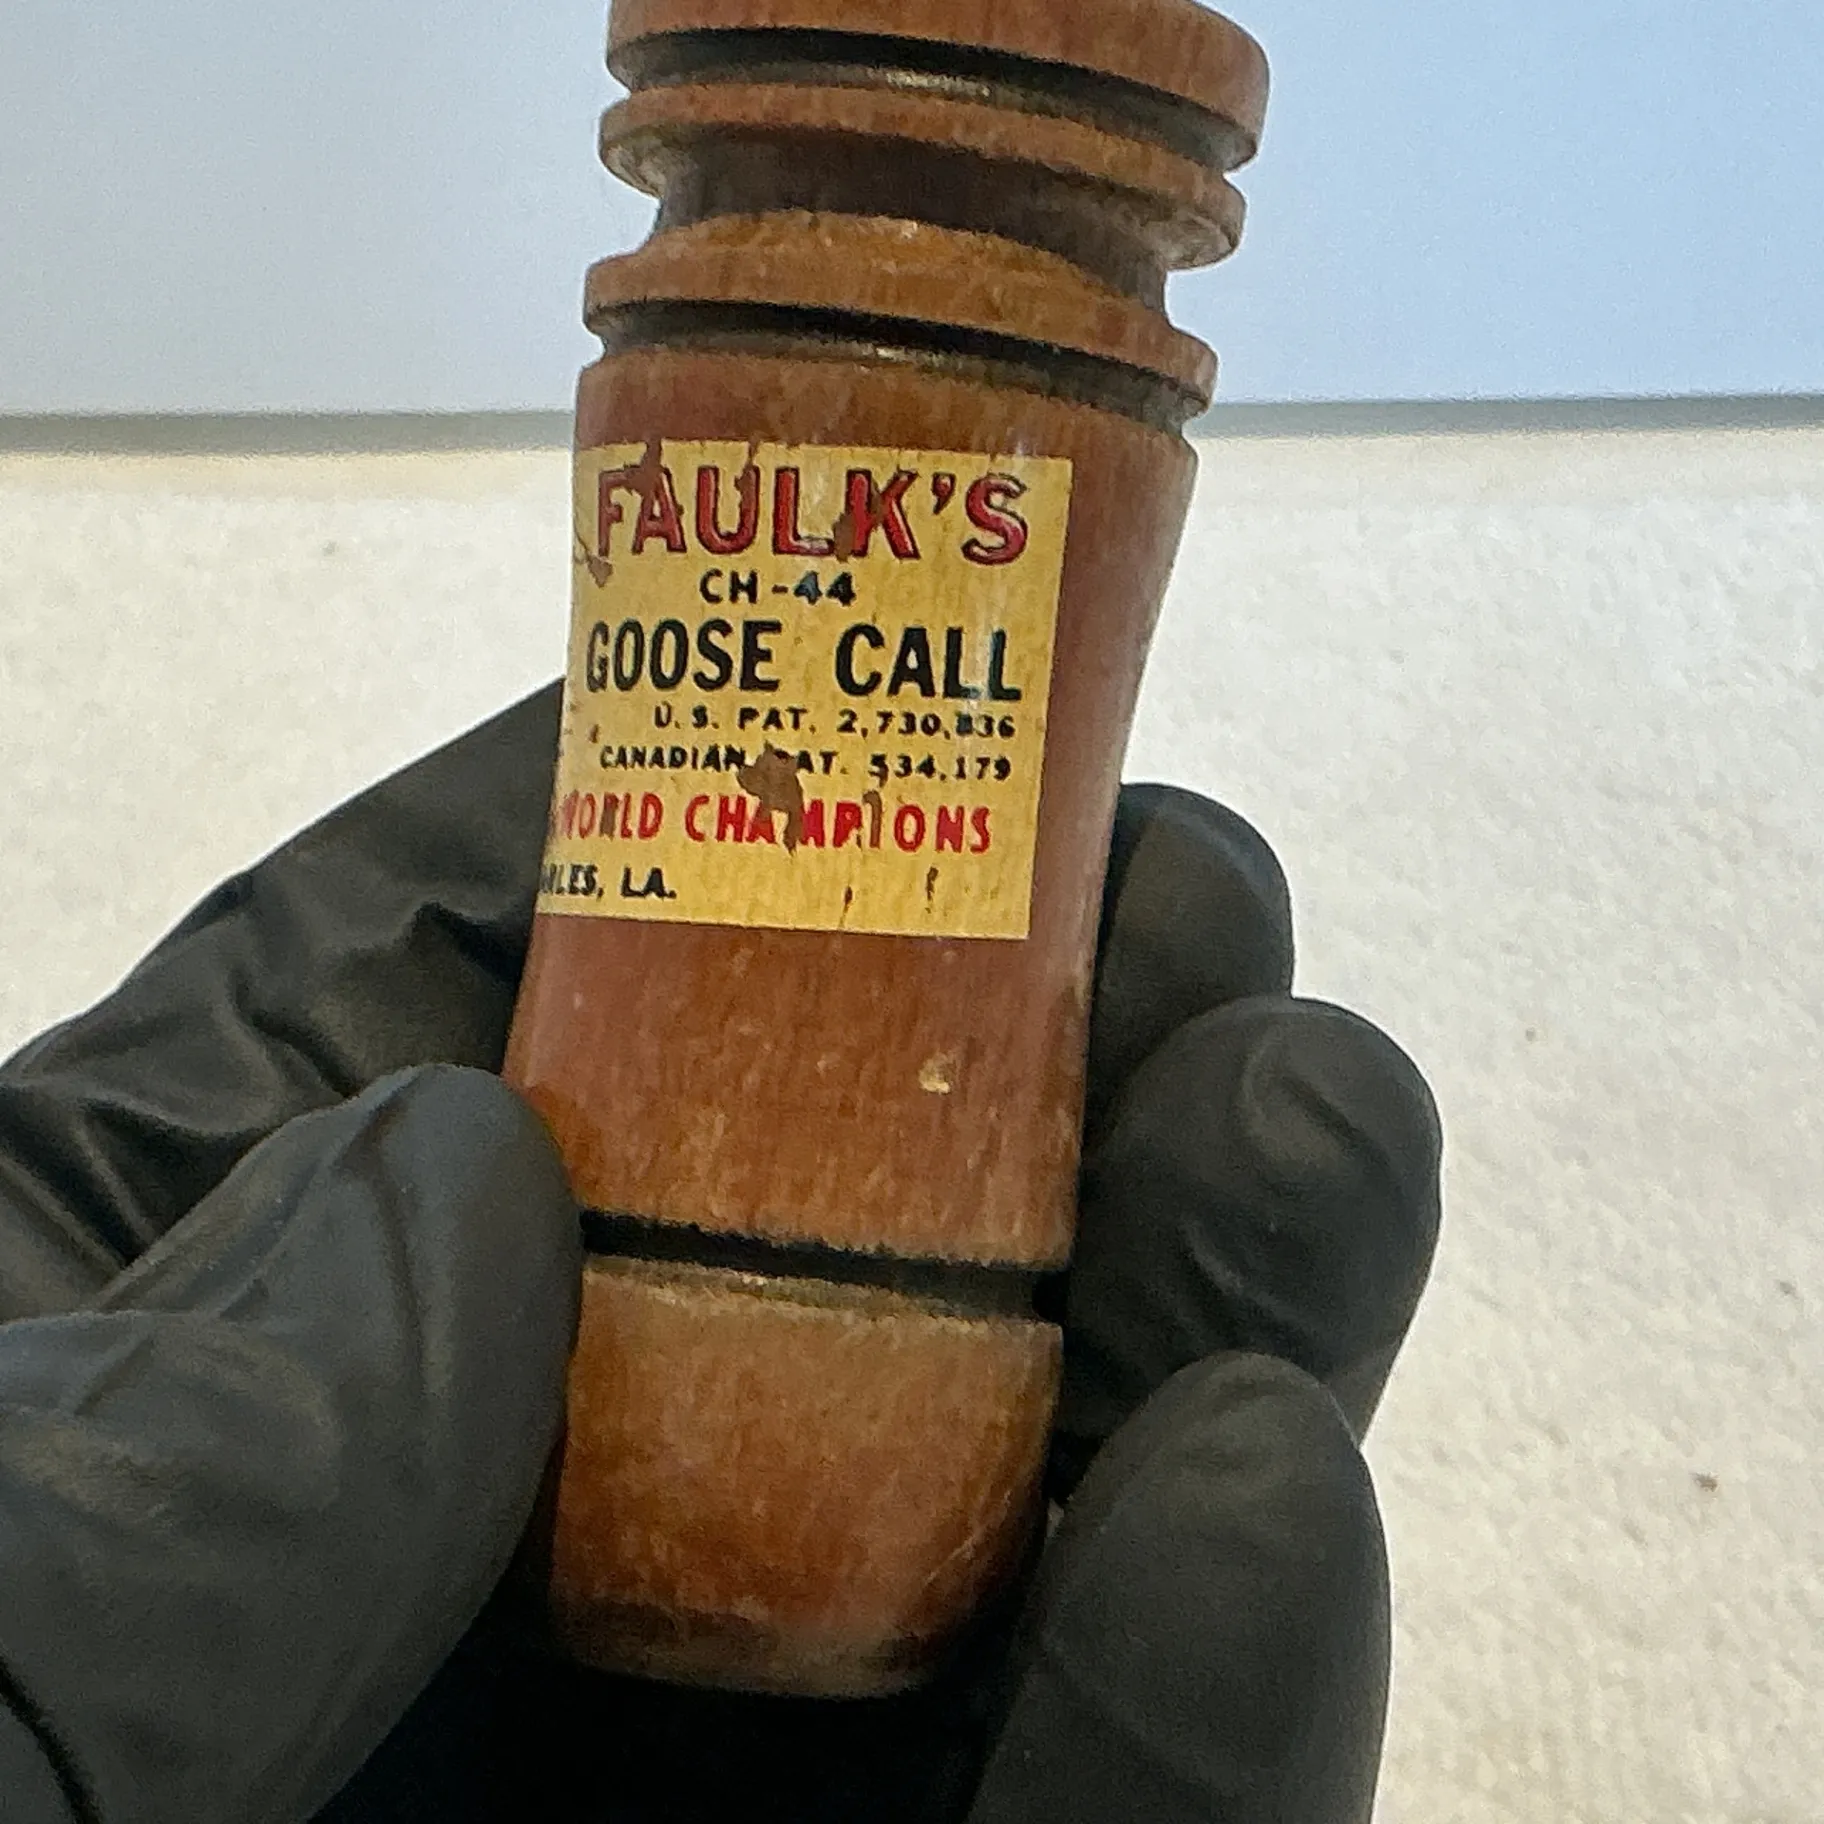 FAULK'S
CH-44
GOOSE CALL
U. S. PAT. 2,730,836
CANADIAN PAT. 534,179
WORLD CHAMPIONS
LA.